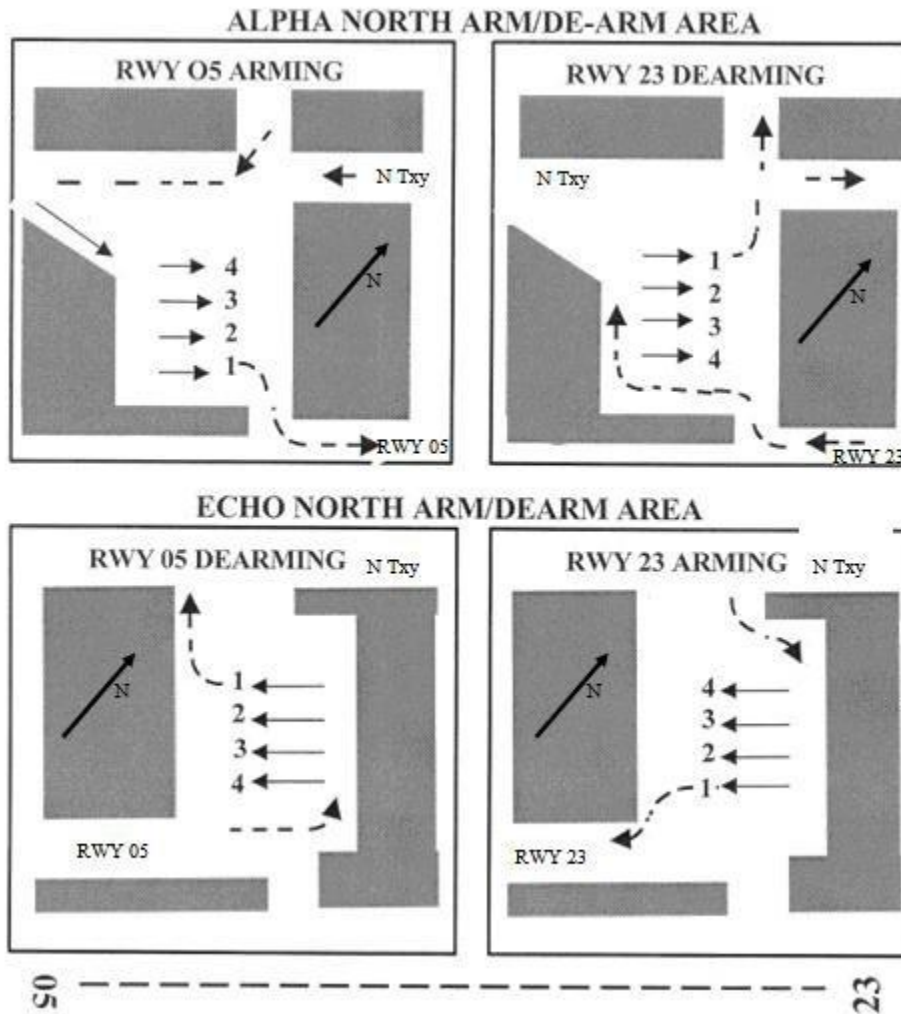 ALPHA NORTH ARM/DE-ARM AREA
RWY O5 ARMING
N Txy
4
3
2
1
N
RWY 05
RWY 23 DEARMING
N Txy
1
2
3
4
N
RWY 23
ECHO NORTH ARM/DEARM AREA
RWY 05 DEARMING
N Txy
1
2
3
4
N
RWY 05
RWY 23 ARMING
N Txy
4
3
2
1
N
RWY 23
05
23